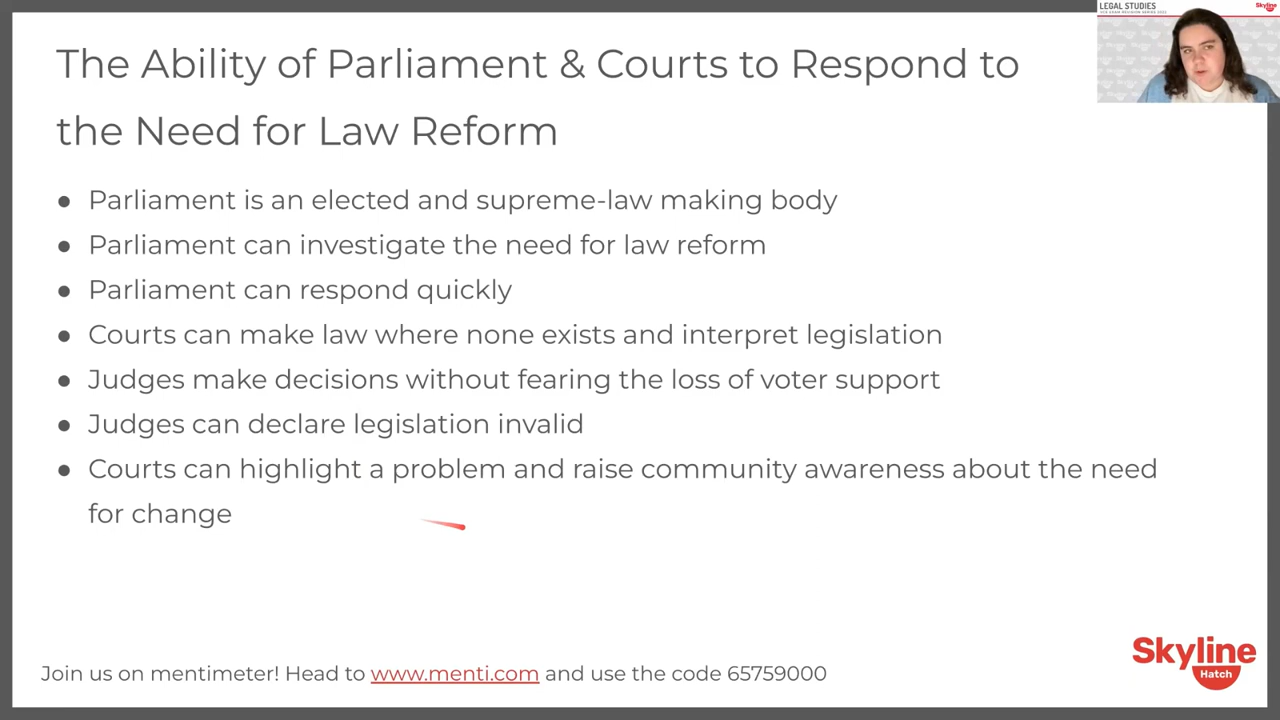 LEGAL STUDIES
Skyline
The Ability of Parliament & Courts to Respond to
the Need for Law Reform
● Parliament is an elected and supreme-law making body
● Parliament can investigate the need for law reform
● Parliament can respond quickly
● Courts can make law where none exists and interpret legislation
● Judges make decisions without fearing the loss of voter support
● Judges can declare legislation invalid
● Courts can highlight a problem and raise community awareness about the need
for change
Join us on mentimeter! Head to www.menti.com and use the code 65759000
Skyline
Hatch